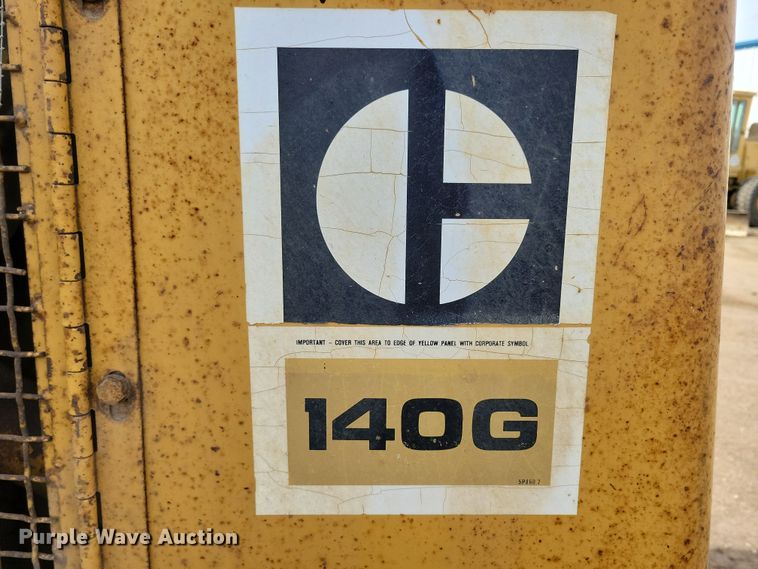 IMPORTANT - COVER THIS AREA TO EDGE OF YELLOW PANEL WITH CORPORATE SYMBOL
140G
Purple Wave Auction®